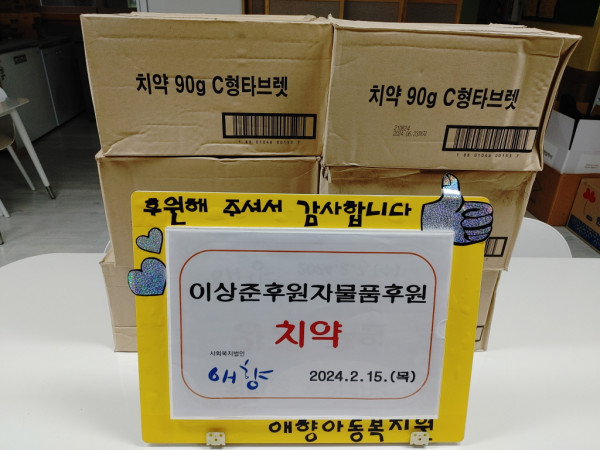 치약 90g C형타브렛
치약 90g C형타브렛
후원해 주셔서 감사합니다
이상준후원자물품후원
치약
사회복지법인
애향
2024.2.15.(목)
애향아동복지원